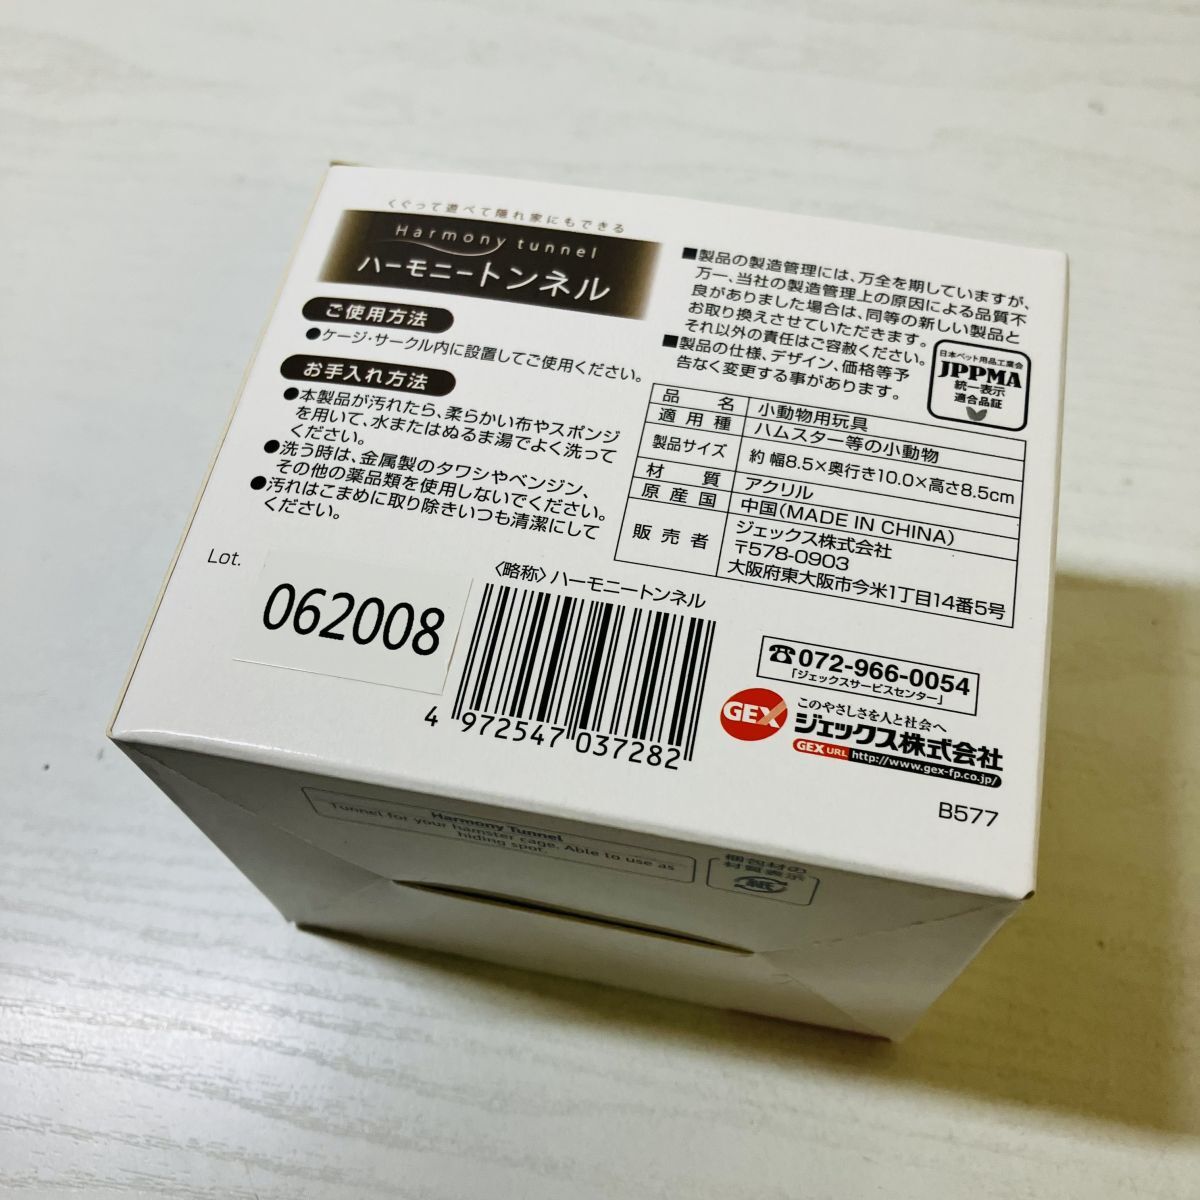 くぐって遊べて隠れ家にもできる
Harmony tunnel
ハーモニートンネル
ご使用方法
●ケージ・サークル内に設置してご使用ください。
お手入れ方法
●本製品が汚れたら、柔らかい布やスポンジ
を用いて、水またはぬるま湯でよく洗って
ください。
●洗う時は、金属製のタワシやベンジン、
その他の薬品類を使用しないでください。
●汚れはこまめに取り除きいつも清潔にして
ください。
■製品の製造管理には、万全を期していますが、
万一、当社の製造管理上の原因による品質不
良がありました場合は、同等の新しい製品と
お取り換えさせていただきます。
それ以外の責任はご容赦ください。
■製品の仕様、デザイン、価格等予
告なく変更する事があります。
日本ペット用品工業会
JPPMA
統一表示
適合品証
品名 小動物用玩具
適用種 ハムスター等の小動物
製品サイズ 約 幅8.5×奥行き10.0×高さ8.5cm
材質 アクリル
原産国 中国(MADE IN CHINA)
販売者 ジェックス株式会社
〒578-0903
大阪府東大阪市今米1丁目14番5号
Lot.
062008
〈略称〉ハーモニートンネル
4 972547 037282
☎072-966-0054
「ジェックスサービスセンター」
GEX
このやさしさを人と社会へ
ジェックス株式会社
GEX URL http://www.gex-fp.co.jp/
B577
Harmony Tunnel
Tunnel for your hamster cage. Able to use as
hiding spot.
梱包材の
材質表示
紙